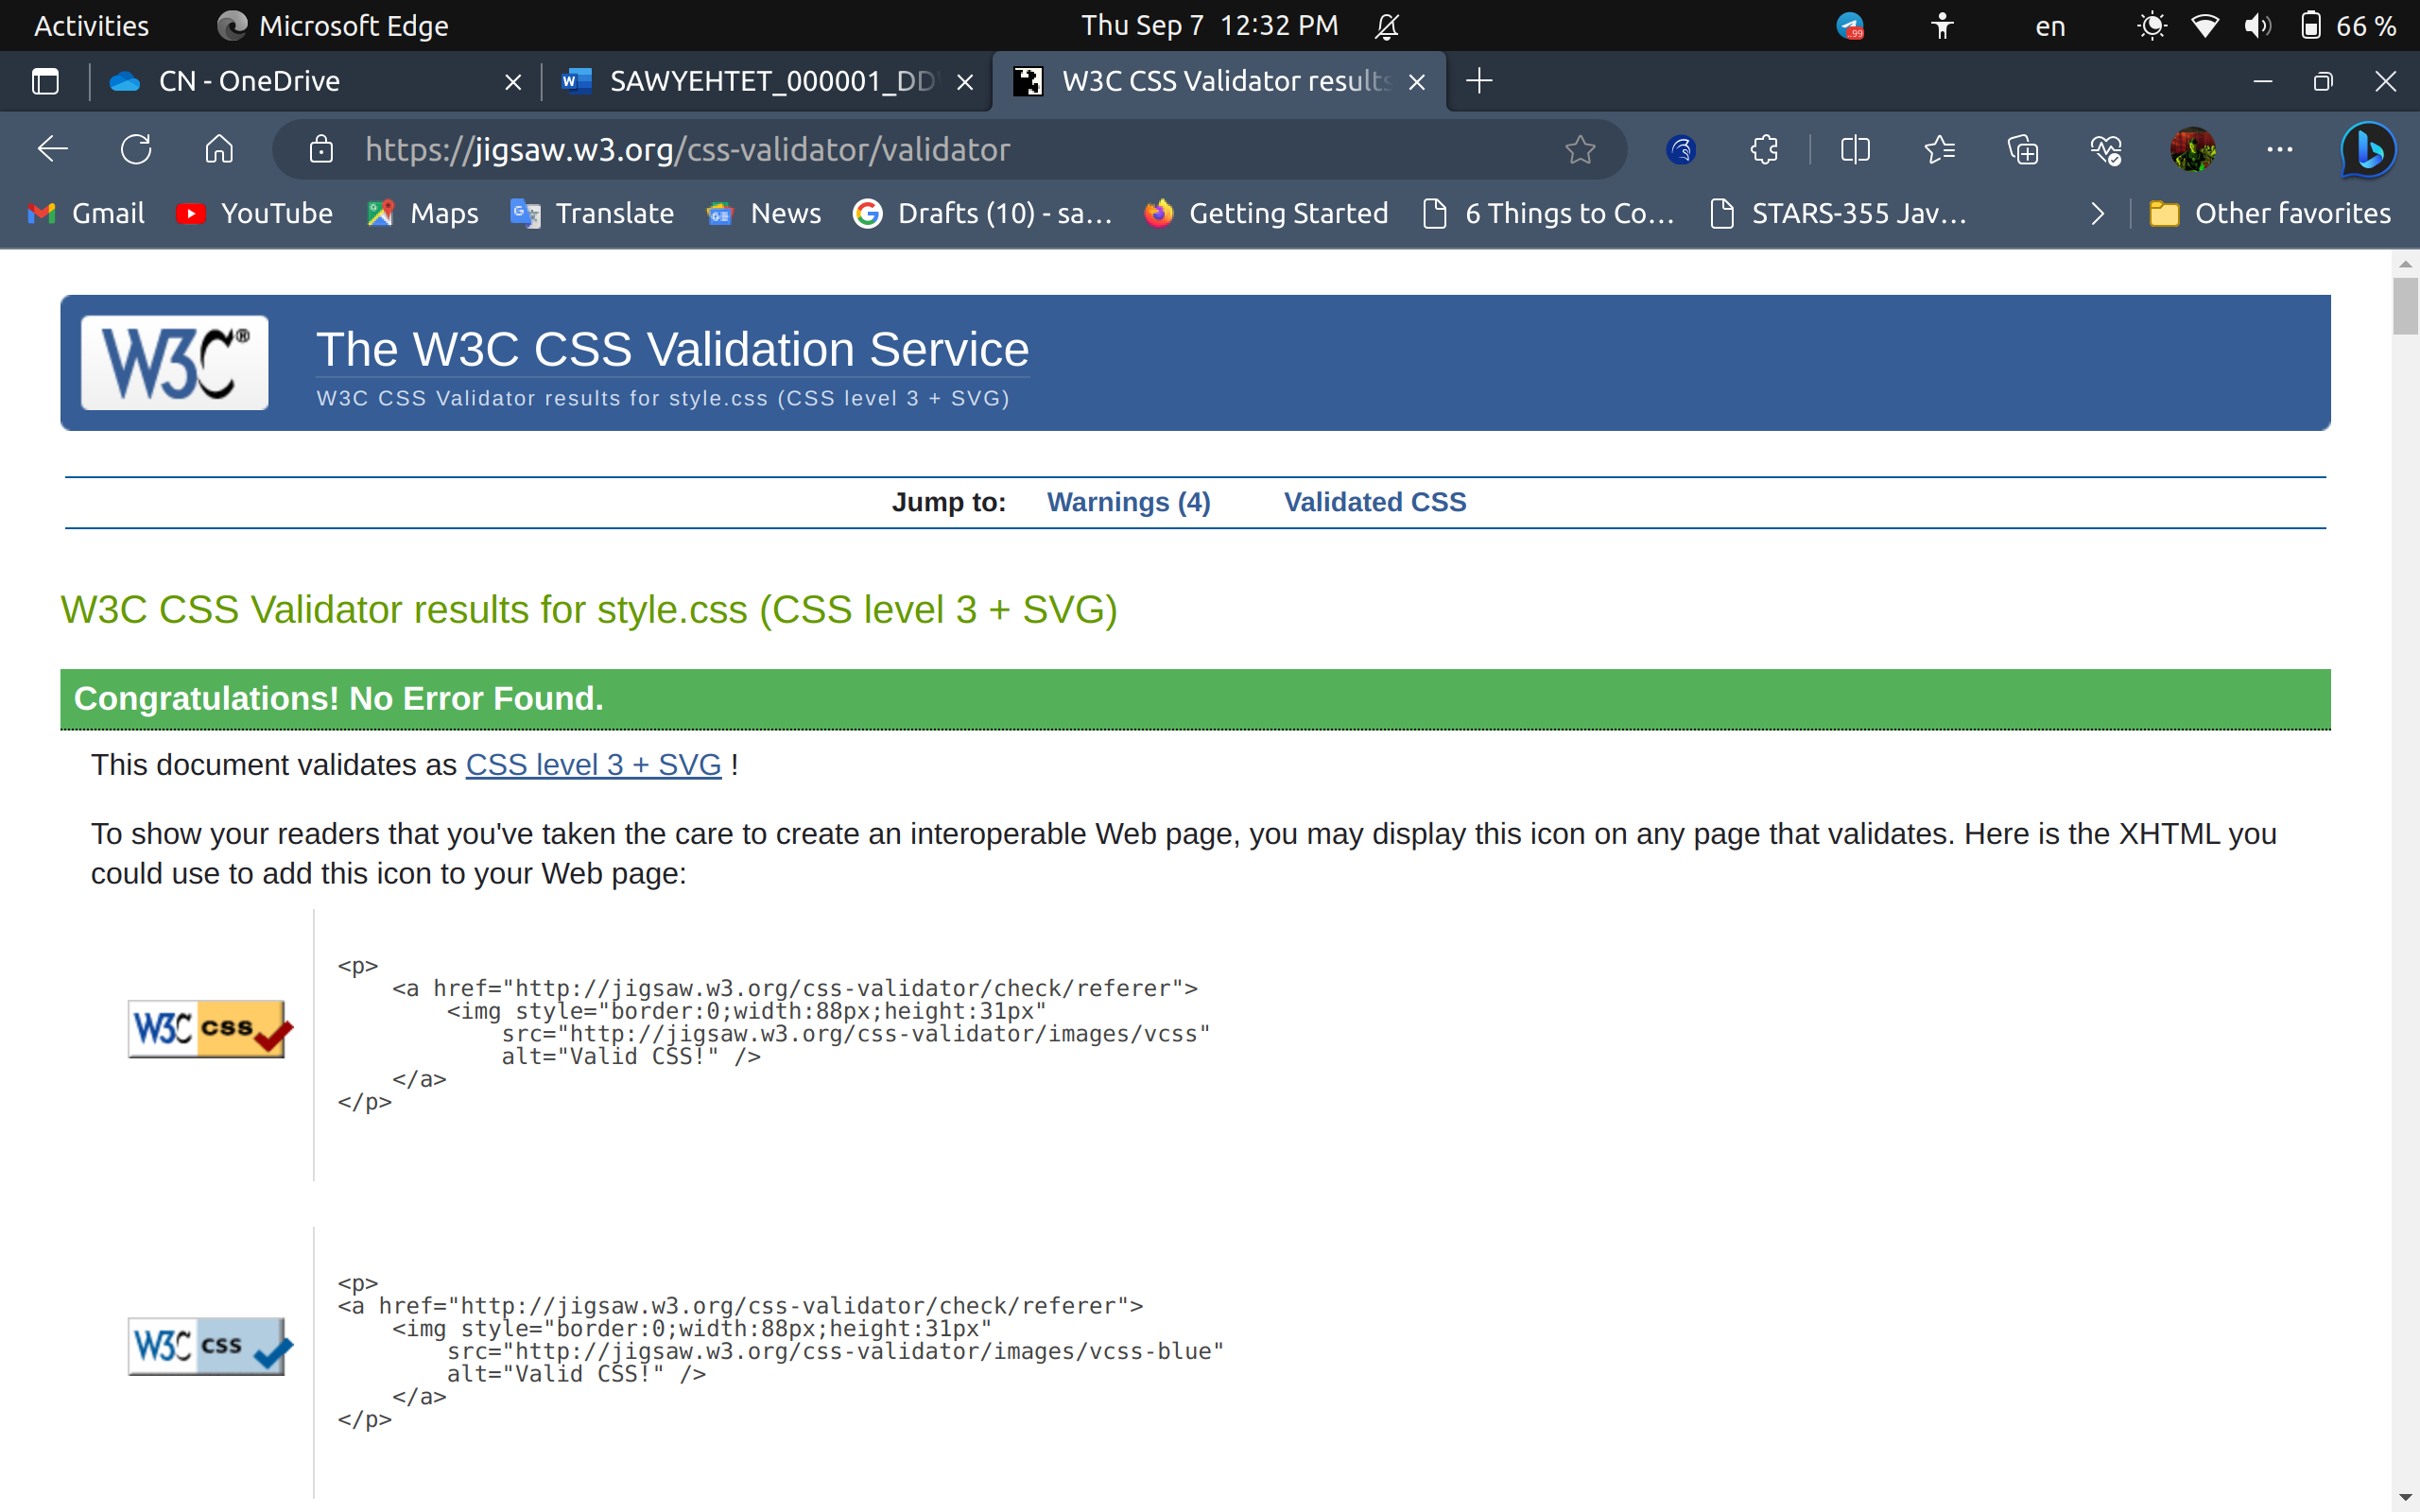 Activities Microsoft Edge Thu Sep 7 12:32 PM en 66 %
CN - OneDrive SAWYEHTET_000001_DD W3C CSS Validator results
https://jigsaw.w3.org/css-validator/validator
Gmail YouTube Maps Translate News Drafts (10) - sa... Getting Started 6 Things to Co... STARS-355 Jav... Other favorites
W3C® The W3C CSS Validation Service
W3C CSS Validator results for style.css (CSS level 3 + SVG)
Jump to: Warnings (4) Validated CSS
W3C CSS Validator results for style.css (CSS level 3 + SVG)
Congratulations! No Error Found.
This document validates as CSS level 3 + SVG !
To show your readers that you've taken the care to create an interoperable Web page, you may display this icon on any page that validates. Here is the XHTML you
could use to add this icon to your Web page:
<p>
<a href="http://jigsaw.w3.org/css-validator/check/referer">
<img style="border:0;width:88px;height:31px"
W3C css
src="http://jigsaw.w3.org/css-validator/images/vcss"
alt="Valid CSS!" />
</a>
</p>
<p>
<a href="http://jigsaw.w3.org/css-validator/check/referer">
<img style="border:0;width:88px;height:31px"
W3C css
src="http://jigsaw.w3.org/css-validator/images/vcss-blue"
alt="Valid CSS!" />
</a>
</p>